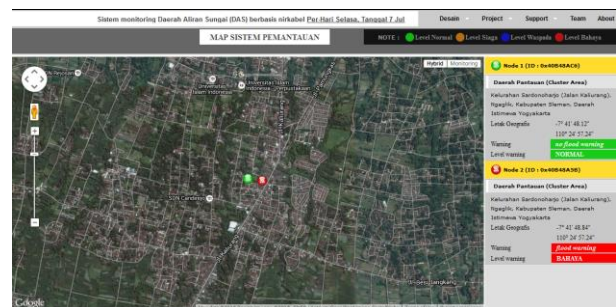 Sistem monitoring Daerah Aliran Sungai (DAS) berbasis nirkabel Per-Hari Selasa, Tanggal 7 Jul
Desain Project Support Team About
MAP SISTEM PEMANTAUAN
NOTE : Level Normal Level Siaga Level Waspada Level Bahaya
Hybrid Monitoring
Universitas Islam Indonesia
Universitas Islam Indonesia, Perpustakaan
SDN Candirejo
Google
Node 1 (ID : 0x40B48AC6)
Daerah Pantauan (Cluster Area)
Kelurahan Sardonoharjo (Jalan Kaliurang),
Ngaglik, Kabupaten Sleman, Daerah
Istimewa Yogyakarta
Letak Geografis -7° 41' 48.12"
110° 24' 57.24"
Warning no flood warning
Level warning NORMAL
Node 2 (ID : 0x40B48A5B)
Daerah Pantauan (Cluster Area)
Kelurahan Sardonoharjo (Jalan Kaliurang),
Ngaglik, Kabupaten Sleman, Daerah
Istimewa Yogyakarta
Letak Geografis -7° 41' 48.84"
110° 24' 57.24"
Warning flood warning
Level warning BAHAYA